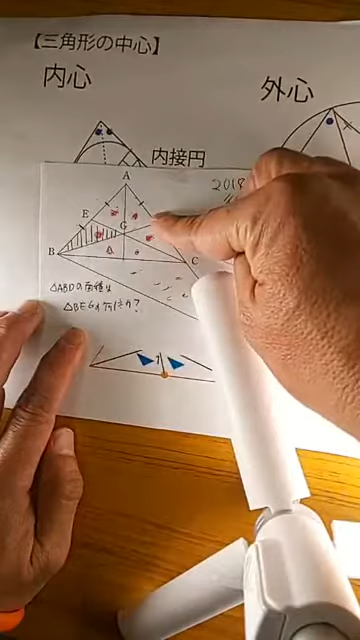 【三角形の中心】
内心
外心
内接円
2018
A
E
G
B
C
△ABDの面積は
△BEGの何倍か?